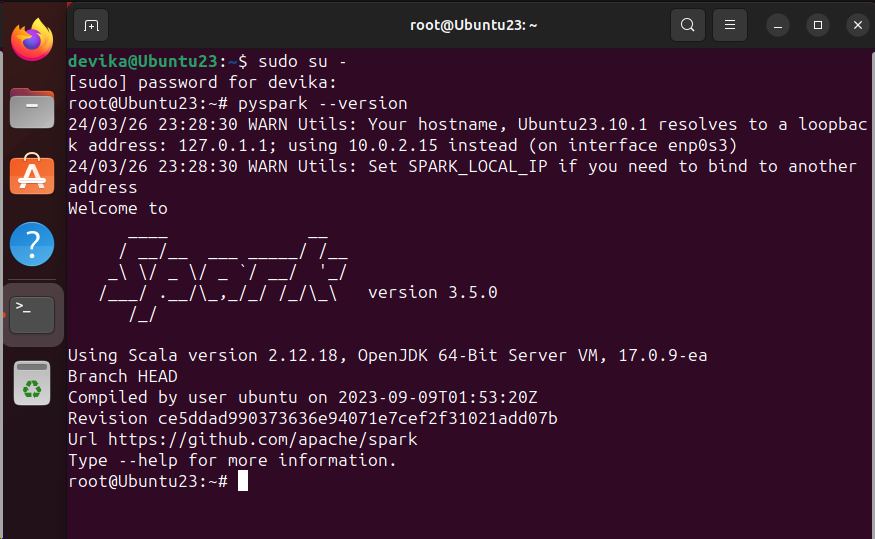 root@Ubuntu23: ~
devika@Ubuntu23:~$ sudo su -
[sudo] password for devika:
root@Ubuntu23:~# pyspark --version
24/03/26 23:28:30 WARN Utils: Your hostname, Ubuntu23.10.1 resolves to a loopbac
k address: 127.0.1.1; using 10.0.2.15 instead (on interface enp0s3)
24/03/26 23:28:30 WARN Utils: Set SPARK_LOCAL_IP if you need to bind to another
address
Welcome to
      ____              __
     / __/__  ___ _____/ /__
    _\ \/ _ \/ _ `/ __/  '_/
   /___/ .__/\_,_/_/ /_/\_\   version 3.5.0
      /_/
Using Scala version 2.12.18, OpenJDK 64-Bit Server VM, 17.0.9-ea
Branch HEAD
Compiled by user ubuntu on 2023-09-09T01:53:20Z
Revision ce5ddad990373636e94071e7cef2f31021add07b
Url https://github.com/apache/spark
Type --help for more information.
root@Ubuntu23:~#